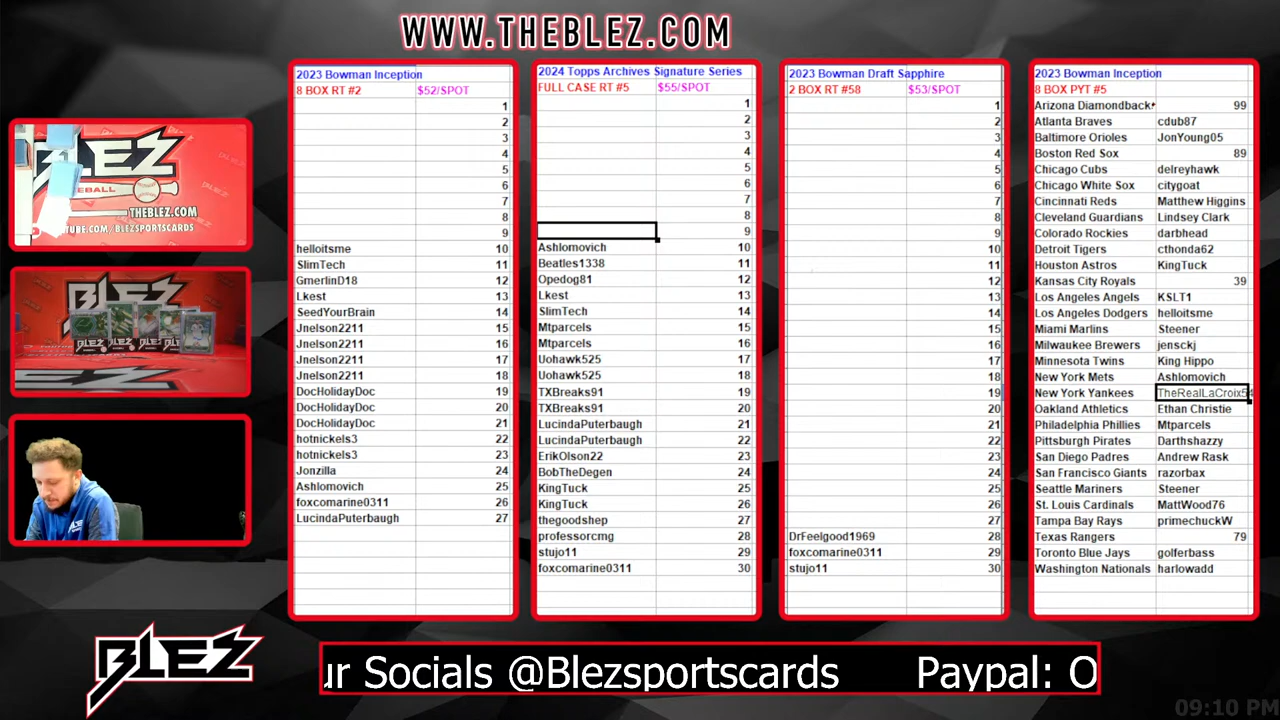 WWW.THEBLEZ.COM
BLEZ
THEBLEZ.COM
BLEZ
2023 Bowman Inception
8 BOX RT #2 $52/SPOT
1
2
3
4
5
6
7
8
9
helloitsme 10
SlimTech 11
GmerlinD18 12
Lkest 13
SeedYourBrain 14
Jnelson2211 15
Jnelson2211 16
Jnelson2211 17
Jnelson2211 18
DocHolidayDoc 19
DocHolidayDoc 20
DocHolidayDoc 21
hotnickels3 22
hotnickels3 23
Jonzilla 24
Ashlomovich 25
foxcomarine0311 26
LucindaPuterbaugh 27
2024 Topps Archives Signature Series
FULL CASE RT #5 $55/SPOT
1
2
3
4
5
6
7
8
9
Ashlomovich 10
Beatles1338 11
Opedog81 12
Lkest 13
SlimTech 14
Mtparcels 15
Mtparcels 16
Uohawk525 17
Uohawk525 18
TXBreaks91 19
TXBreaks91 20
LucindaPuterbaugh 21
LucindaPuterbaugh 22
ErikOlson22 23
BobTheDegen 24
KingTuck 25
KingTuck 26
thegoodshep 27
professorcmg 28
stujo11 29
foxcomarine0311 30
2023 Bowman Draft Sapphire
2 BOX RT #58 $53/SPOT
1
2
3
4
5
6
7
8
9
10
11
12
13
14
15
16
17
18
19
20
21
22
23
24
25
26
27
DrFeelgood1969 28
foxcomarine0311 29
stujo11 30
2023 Bowman Inception
8 BOX PYT #5
Arizona Diamondback 99
Atlanta Braves cdub87
Baltimore Orioles JonYoung05
Boston Red Sox 89
Chicago Cubs delreyhawk
Chicago White Sox citygoat
Cincinnati Reds Matthew Higgins
Cleveland Guardians Lindsey Clark
Colorado Rockies darbhead
Detroit Tigers cthonda62
Houston Astros KingTuck
Kansas City Royals 39
Los Angeles Angels KSLT1
Los Angeles Dodgers helloitsme
Miami Marlins Steener
Milwaukee Brewers jensckj
Minnesota Twins King Hippo
New York Mets Ashlomovich
New York Yankees TheRealLaCroix5
Oakland Athletics Ethan Christie
Philadelphia Phillies Mtparcels
Pittsburgh Pirates Darthshazzy
San Diego Padres Andrew Rask
San Francisco Giants razorbax
Seattle Mariners Steener
St. Louis Cardinals MattWood76
Tampa Bay Rays primechuckW
Texas Rangers 79
Toronto Blue Jays golferbass
Washington Nationals harlowadd
BLEZ
ur Socials @Blezsportscards Paypal: O
09:10 PM